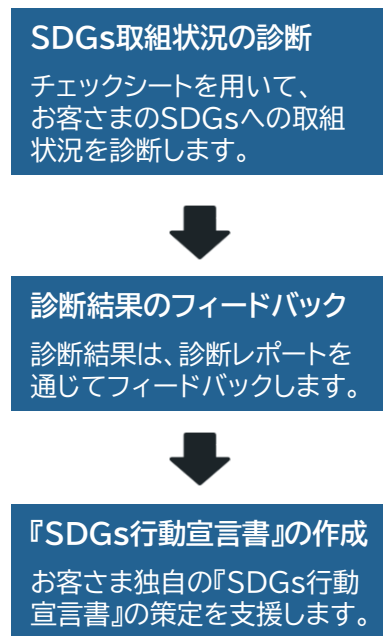 SDGs取組状況の診断
チェックシートを用いて、
お客さまのSDGsへの取組
状況を診断します。
診断結果のフィードバック
診断結果は、診断レポートを
通じてフィードバックします。
『SDGs行動宣言書』の作成
お客さま独自の『SDGs行動
宣言書』の策定を支援します。